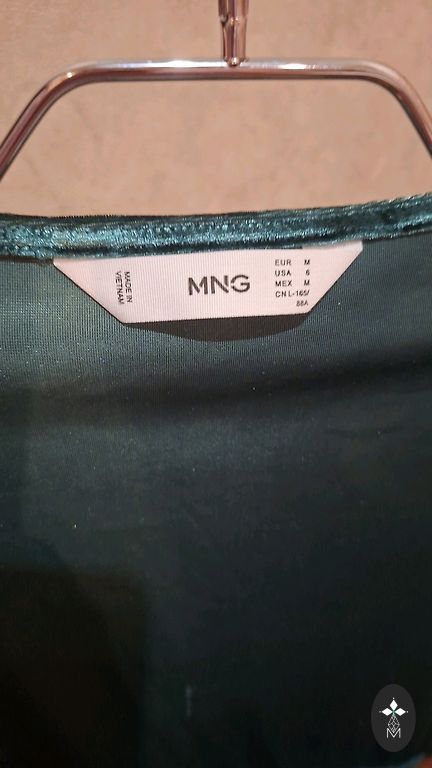 MADE IN
VIETNAM
MNG
EUR M
USA 6
MEX M
CN L-165/
88A
M